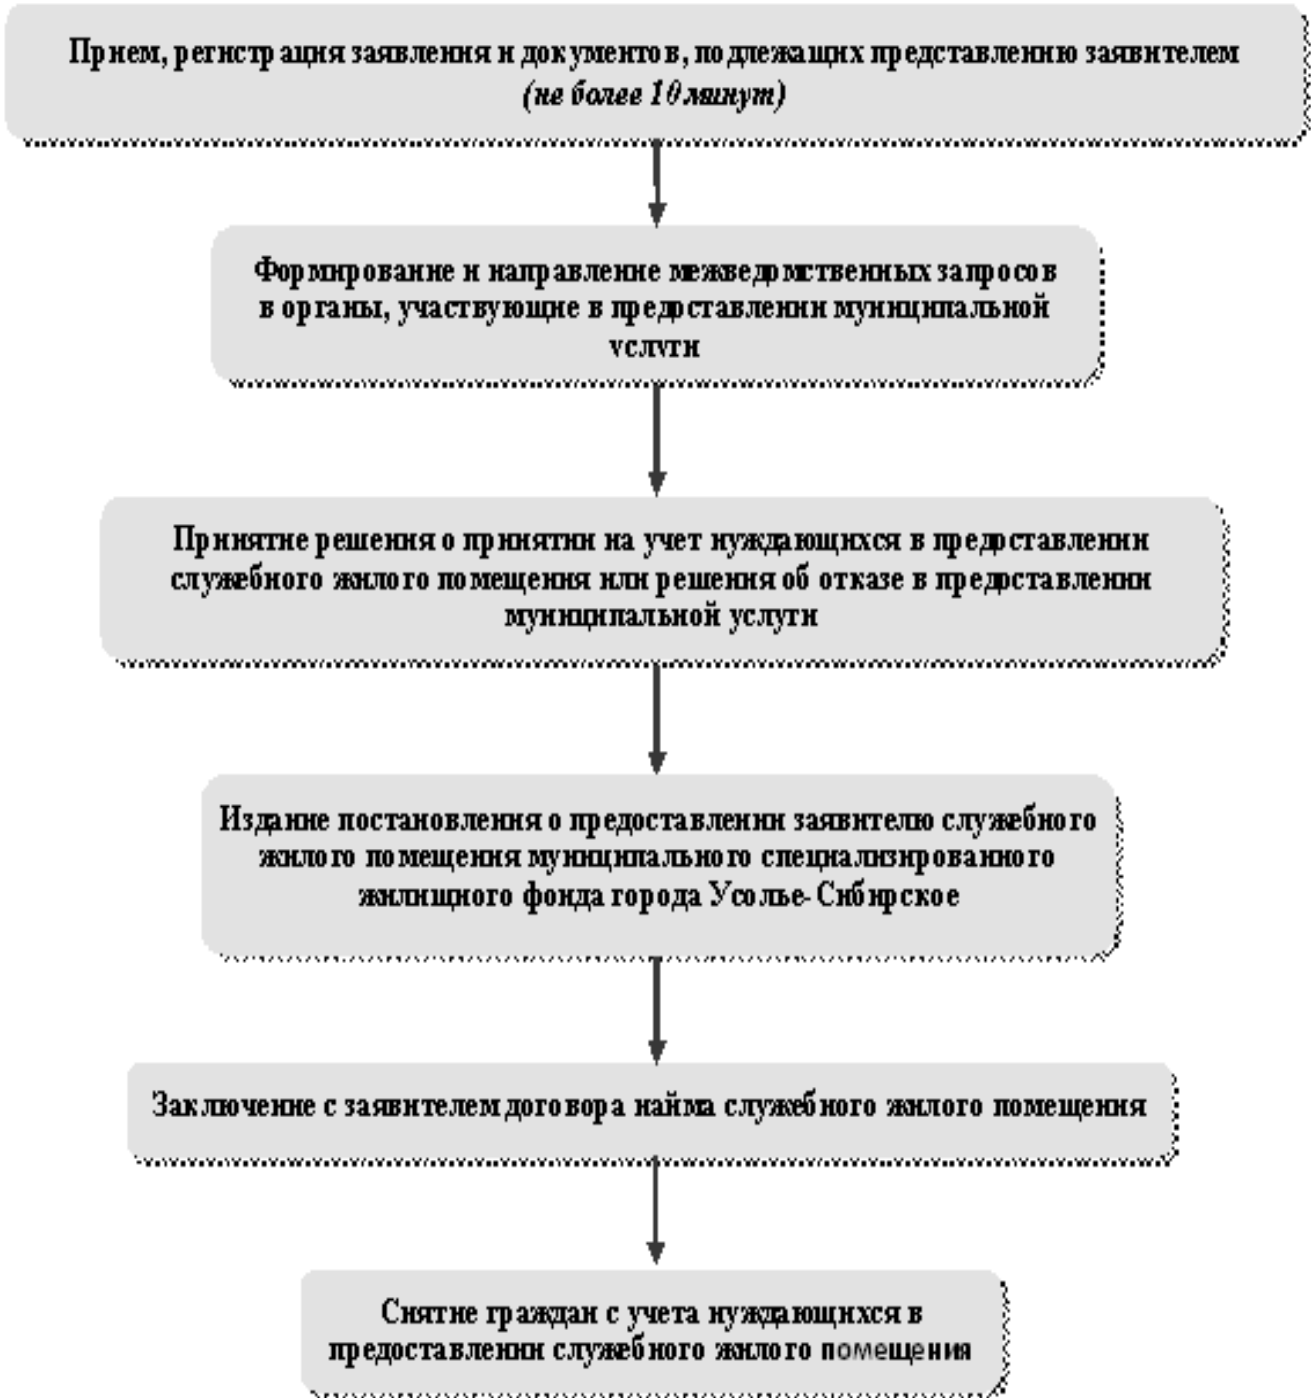 Прием, регистрация заявления и документов, подлежащих представлению заявителем
(не более 10 минут)
Формирование и направление межведомственных запросов
в органы, участвующие в предоставлении муниципальной
услуги
Принятие решения о принятии на учет нуждающихся в предоставлении
служебного жилого помещения или решения об отказе в предоставлении
муниципальной услуги
Издание постановления о предоставлении заявителю служебного
жилого помещения муниципального специализированного
жилищного фонда города Усолье-Сибирское
Заключение с заявителем договора найма служебного жилого помещения
Снятие граждан с учета нуждающихся в
предоставлении служебного жилого помещения